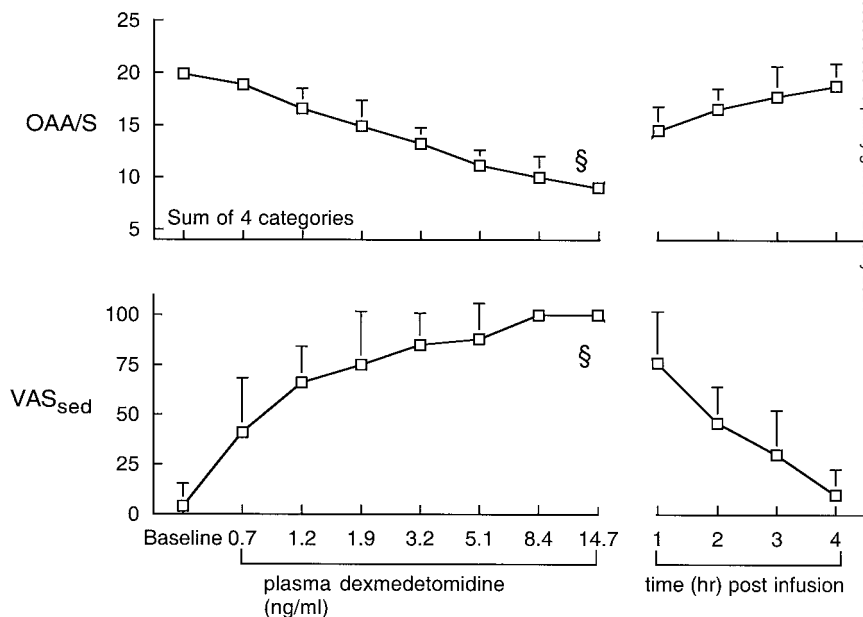 25
20
OAA/S
15
10
§
5
Sum of 4 categories
100
75
§
VASsed
50
25
0
Baseline 0.7 1.2 1.9 3.2 5.1 8.4 14.7 1 2 3 4
plasma dexmedetomidine
(ng/ml)
time (hr) post infusion